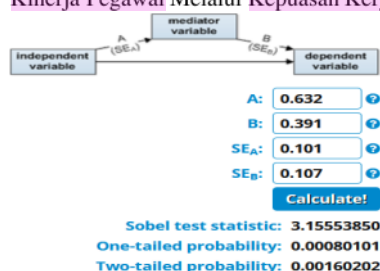 Kinerja Pegawai Melalui Kepuasan Ker
mediator
variable
A
(SEA)
B
(SEB)
independent
variable
dependent
variable
A: 0.632 ?
B: 0.391 ?
SEA: 0.101 ?
SEB: 0.107 ?
Calculate!
Sobel test statistic: 3.15553850
One-tailed probability: 0.00080101
Two-tailed probability: 0.00160202